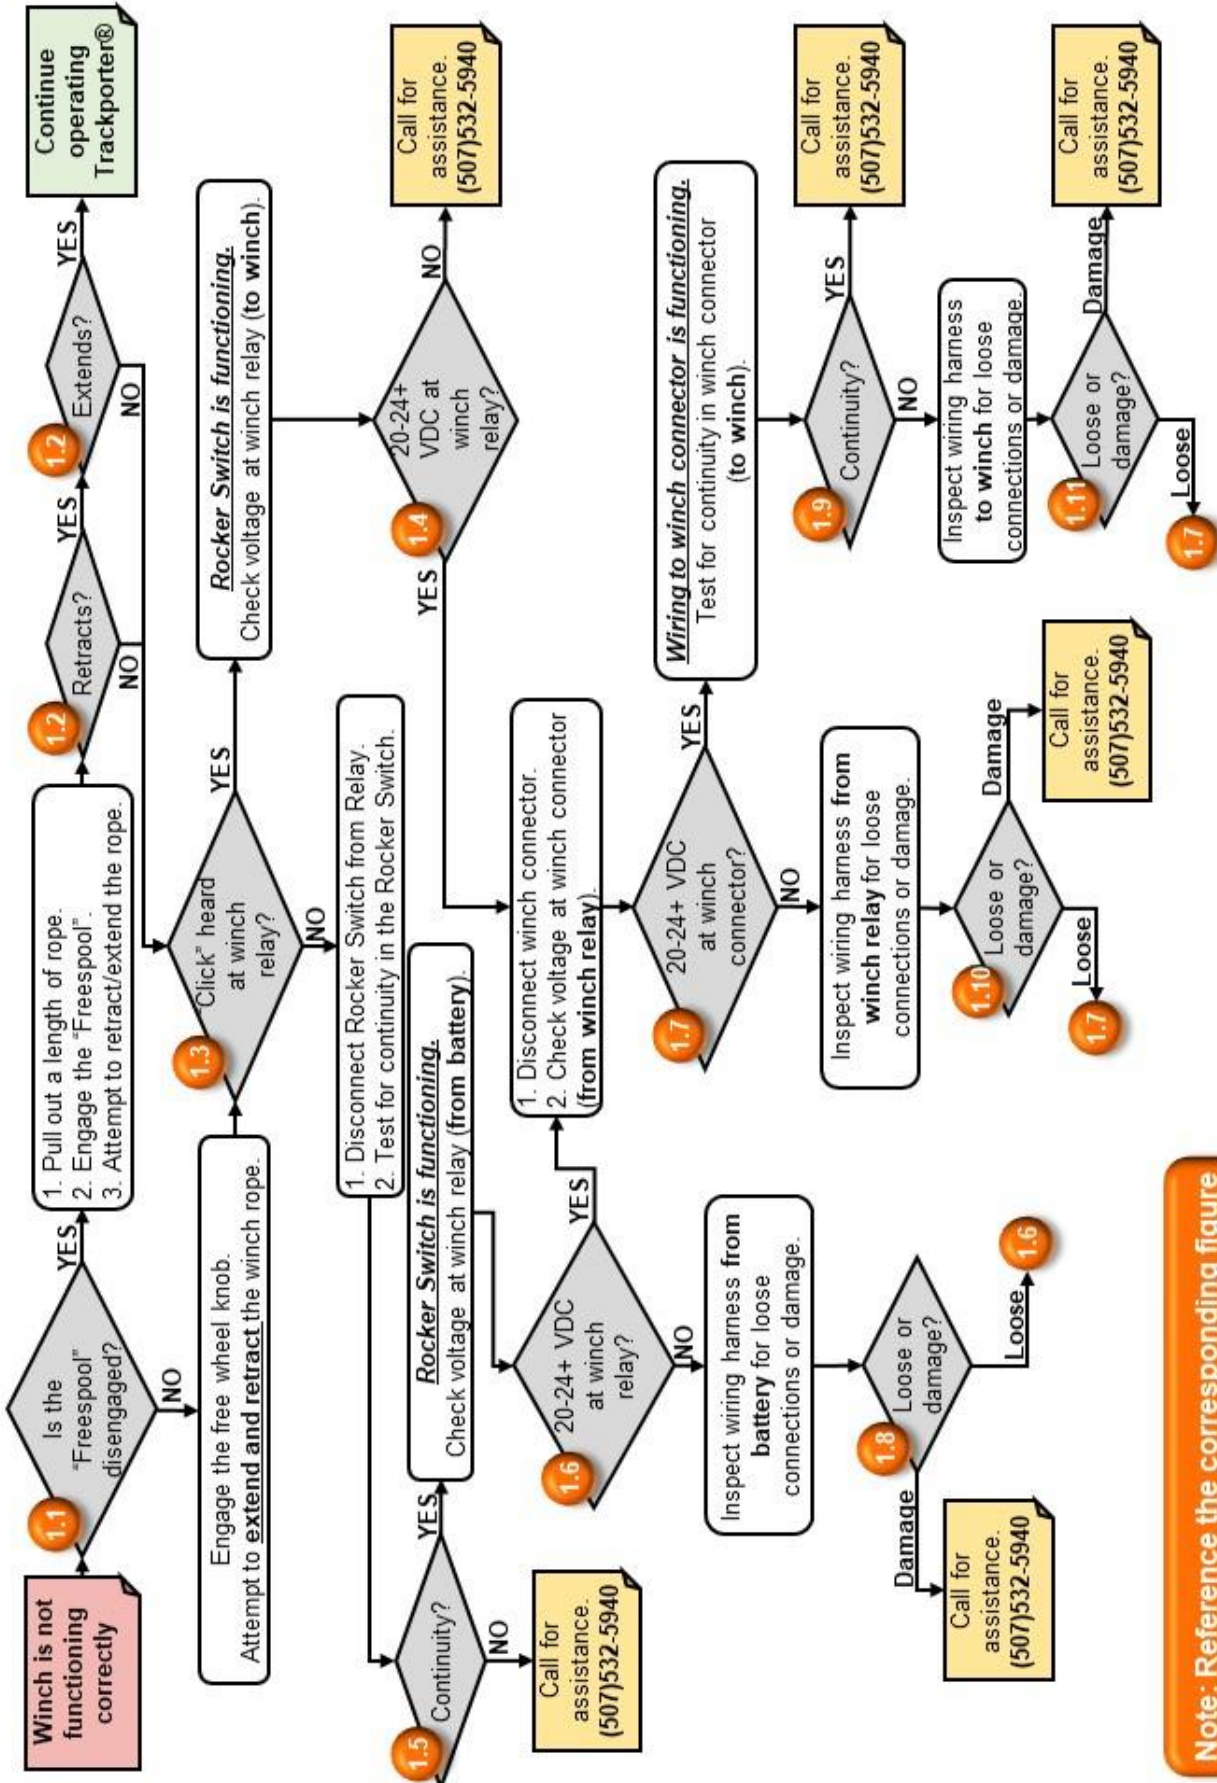 Winch is not
functioning
correctly
1.1
Is the
"Freespool"
disengaged?
YES
NO
1. Pull out a length of rope.
2. Engage the "Freespool".
3. Attempt to retract/extend the rope.
1.2
Retracts?
YES
NO
1.2
Extends?
YES
NO
Continue
operating
Trackporter®
Engage the free wheel knob.
Attempt to extend and retract the winch rope.
1.3
"Click" heard
at winch
relay?
YES
NO
Rocker Switch is functioning.
Check voltage at winch relay (to winch).
1. Disconnect Rocker Switch from Relay.
2. Test for continuity in the Rocker Switch.
1.4
20-24+
VDC at
winch
relay?
YES
NO
Call for
assistance.
(507)532-5940
1.5
Continuity?
YES
NO
Call for
assistance.
(507)532-5940
Rocker Switch is functioning.
Check voltage at winch relay (from battery).
1.6
20-24+ VDC
at winch
relay?
YES
NO
1. Disconnect winch connector.
2. Check voltage at winch connector
(from winch relay).
1.7
20-24+ VDC
at winch
connector?
YES
NO
Wiring to winch connector is functioning.
Test for continuity in winch connector
(to winch).
Inspect wiring harness from
battery for loose
connections or damage.
1.8
Loose or
damage?
Damage
Call for
assistance.
(507)532-5940
Loose
1.6
Inspect wiring harness from
winch relay for loose
connections or damage.
1.10
Loose or
damage?
Damage
Call for
assistance.
(507)532-5940
Loose
1.7
1.9
Continuity?
YES
NO
Call for
assistance.
(507)532-5940
Inspect wiring harness
to winch for loose
connections or damage.
1.11
Loose or
damage?
Damage
Call for
assistance.
(507)532-5940
Loose
1.7
Note: Reference the corresponding figure